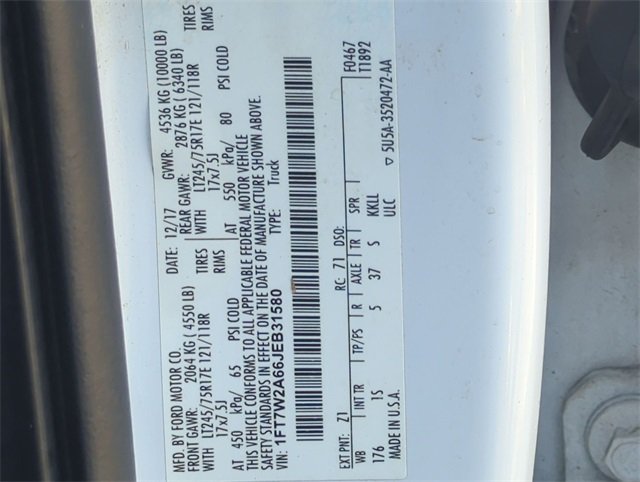 MFD. BY FORD MOTOR CO.
DATE: 12/17 GVWR: 4536 KG (10000 LB)
FRONT GAWR: 2064 KG ( 4550 LB)
REAR GAWR: 2876 KG ( 6340 LB)
WITH LT245/75R17E 121/118R TIRES
WITH LT245/75R17E 121/118R TIRES
17x7.5J RIMS
17x7.5J RIMS
AT 450 kPa/ 65 PSI COLD
AT 550 kPa/ 80 PSI COLD
THIS VEHICLE CONFORMS TO ALL APPLICABLE FEDERAL MOTOR VEHICLE
SAFETY STANDARDS IN EFFECT ON THE DATE OF MANUFACTURE SHOWN ABOVE.
VIN: 1FT7W2A66JEB31580 TYPE: Truck
F0467
T1892
EXT PNT: Z1 RC: 71 DSO:
WB INT TR TP/PS R AXLE TR SPR
176 15 5 37 S KKLL
ULC
MADE IN U.S.A. ▽ 5U5A-3520472-AA